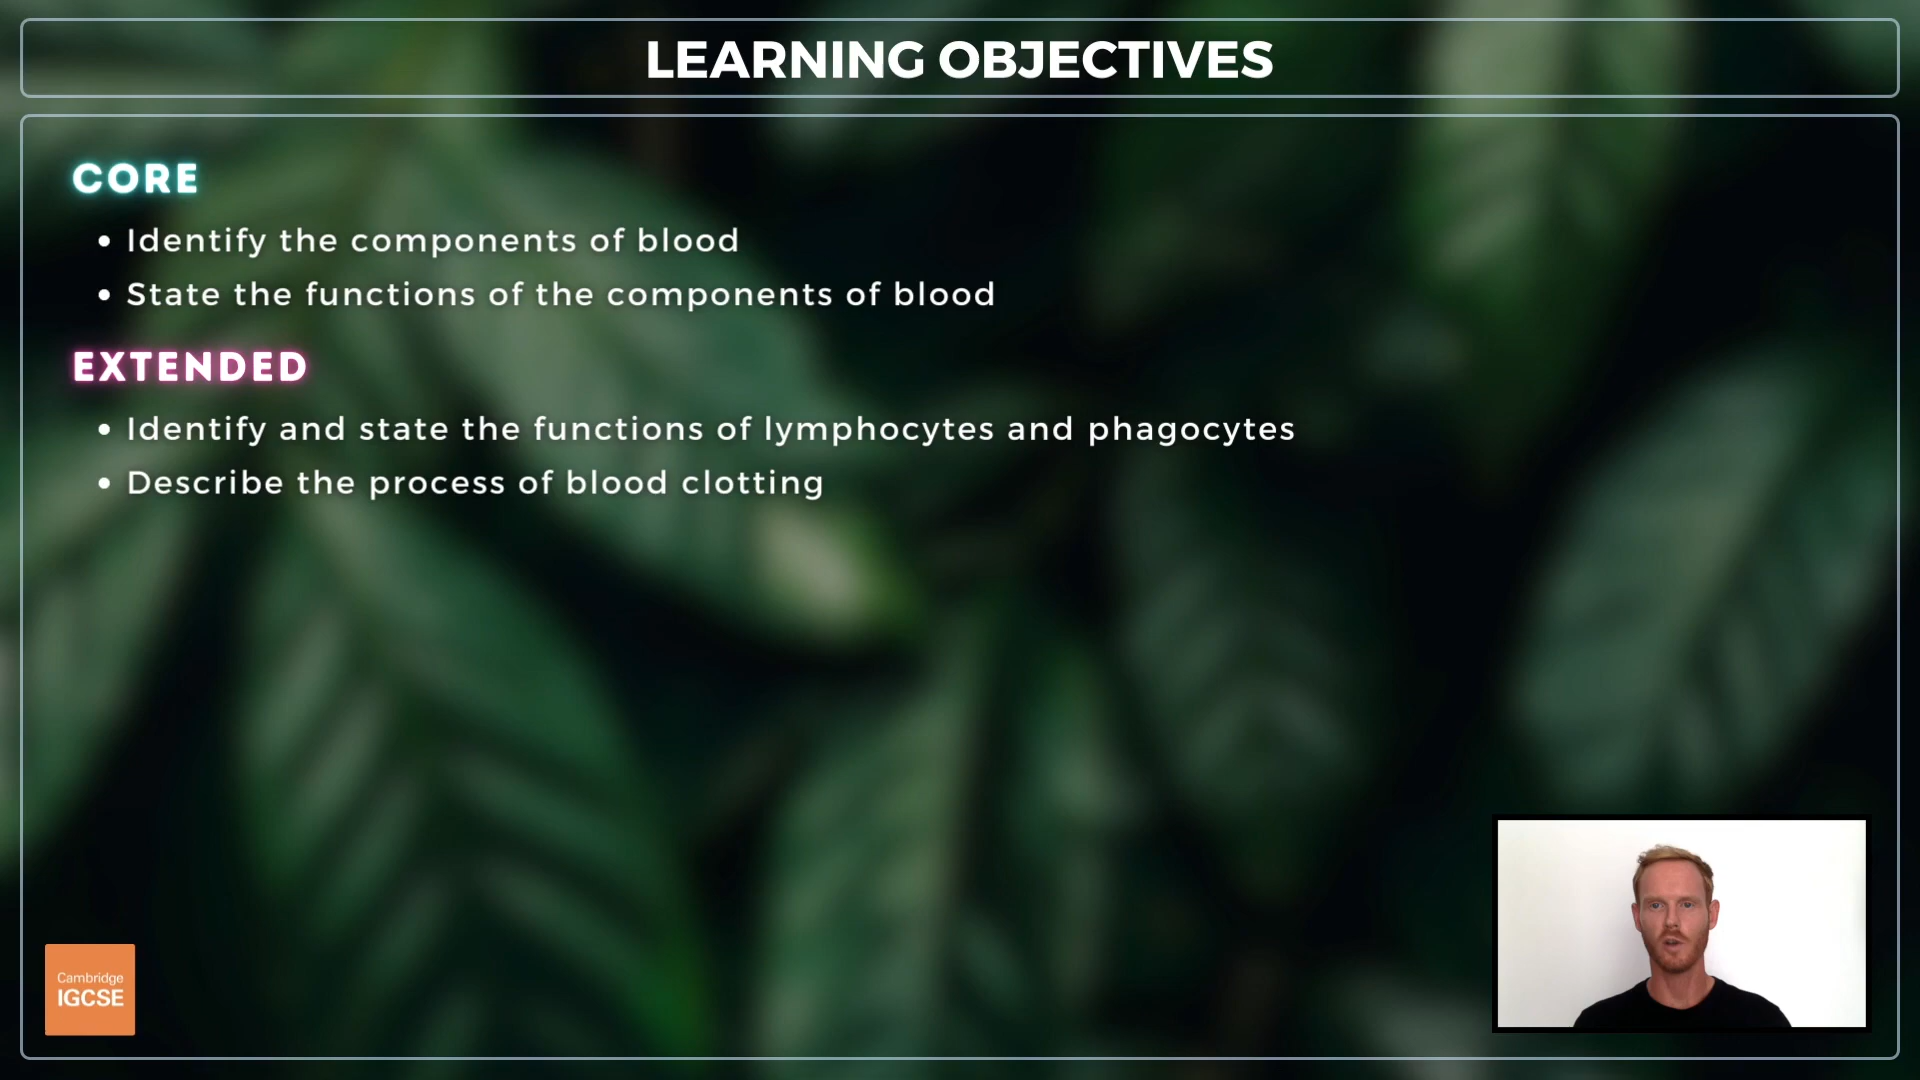 LEARNING OBJECTIVES
CORE
• Identify the components of blood
• State the functions of the components of blood
EXTENDED
• Identify and state the functions of lymphocytes and phagocytes
• Describe the process of blood clotting
Cambridge
IGCSE